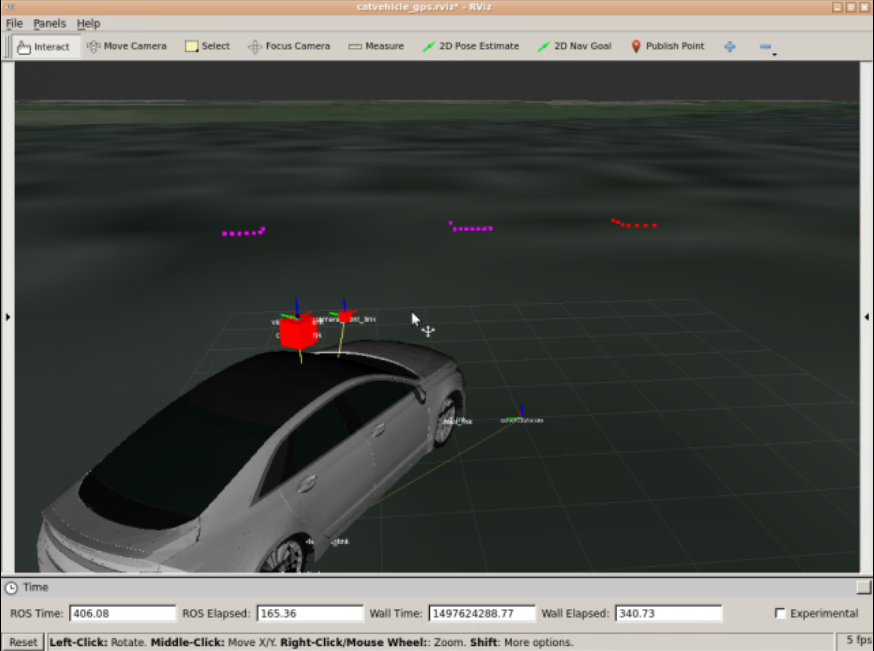 catvehicle_gps.rviz* - RViz
File Panels Help
Interact Move Camera Select Focus Camera Measure 2D Pose Estimate 2D Nav Goal Publish Point
Time
ROS Time: 406.08 ROS Elapsed: 165.36 Wall Time: 1497624288.77 Wall Elapsed: 340.73 Experimental
Reset Left-Click: Rotate. Middle-Click: Move X/Y. Right-Click/Mouse Wheel:: Zoom. Shift: More options. 5 fps